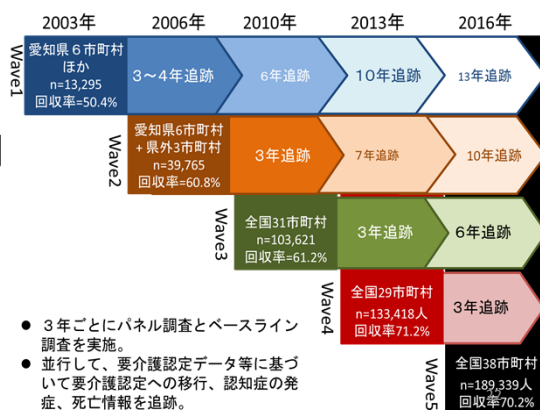 2003年 2006年 2010年 2013年 2016年
Wave1
愛知県６市町村
ほか
n=13,295
回収率=50.4%
３～４年追跡
６年追跡
１０年追跡
13年追跡
Wave2
愛知県6市町村
+ 県外３市町村
n=39,765
回収率=60.8%
３年追跡
７年追跡
10年追跡
Wave3
全国31市町村
n=103,621
回収率=61.2%
３年追跡
６年追跡
Wave4
全国29市町村
n=133,418人
回収率71.2%
３年追跡
Wave5
全国38市町村
n=189,339人
回収率70.2%
● ３年ごとにパネル調査とベースライン
調査を実施。
● 並行して、要介護認定データ等に基づ
いて要介護認定への移行、認知症の発
症、死亡情報を追跡。